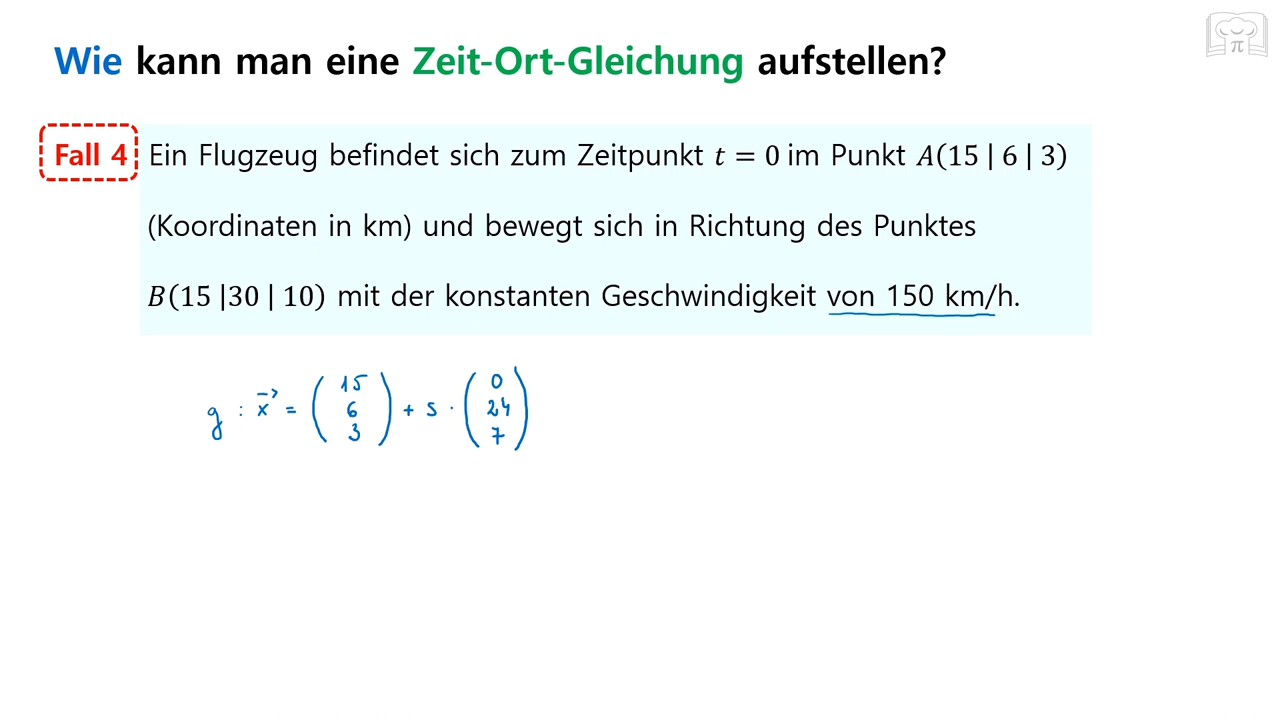 Wie kann man eine Zeit-Ort-Gleichung aufstellen?
Fall 4 Ein Flugzeug befindet sich zum Zeitpunkt t = 0 im Punkt A(15 | 6 | 3)
(Koordinaten in km) und bewegt sich in Richtung des Punktes
B(15 |30 | 10) mit der konstanten Geschwindigkeit von 150 km/h.
15 0
g : x⃗ = ( 6 ) + s · ( 24 )
3 7
π